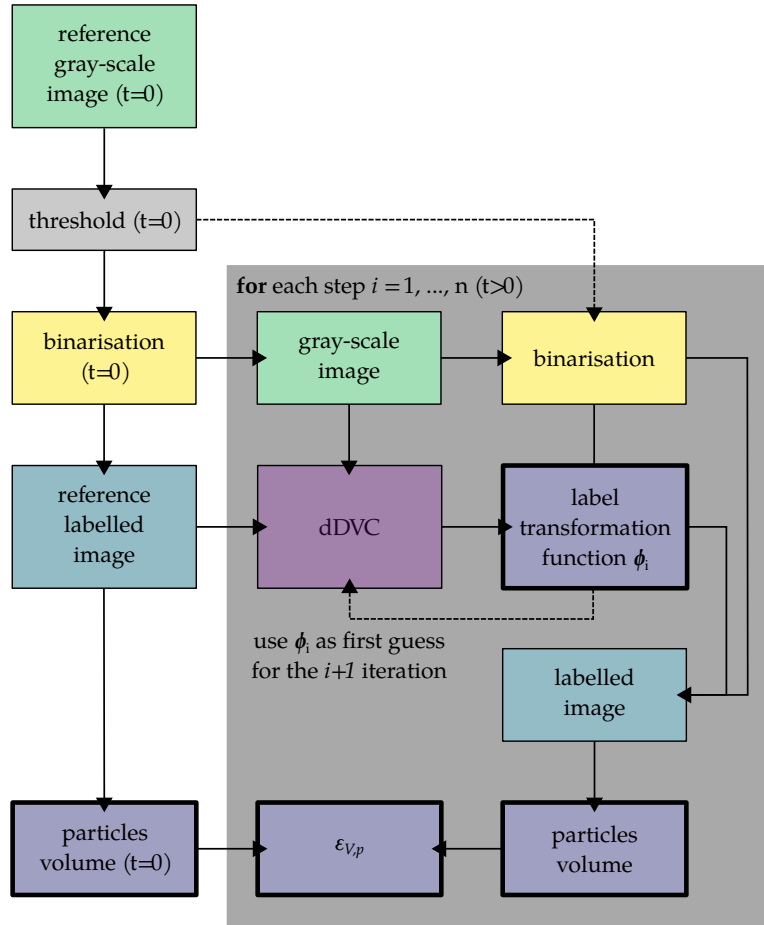 reference
gray-scale
image (t=0)
threshold (t=0)
for each step i = 1, ..., n (t>0)
binarisation
(t=0)
gray-scale
image
binarisation
reference
labelled
image
dDVC
label
transformation
function ϕi
use ϕi as first guess
for the i+1 iteration
labelled
image
particles
volume (t=0)
εV,p
particles
volume